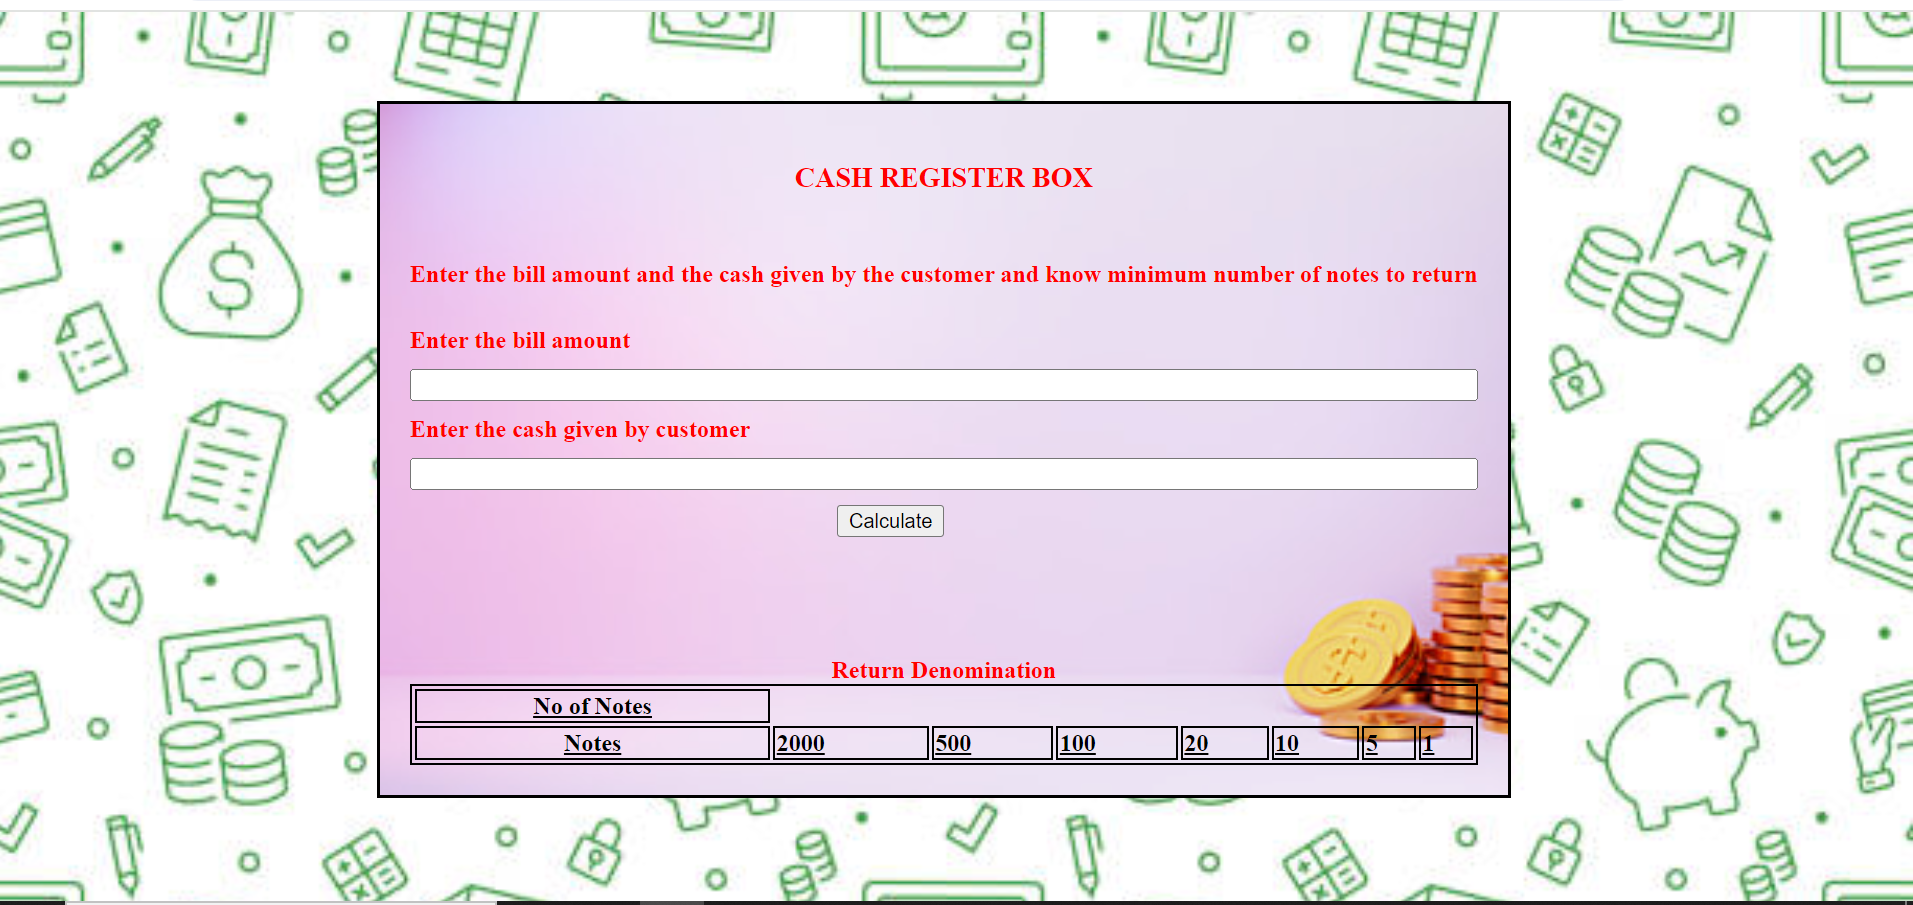 CASH REGISTER BOX
Enter the bill amount and the cash given by the customer and know minimum number of notes to return
Enter the bill amount
Enter the cash given by customer
Calculate
Return Denomination
No of Notes
Notes 2000 500 100 20 10 5 1